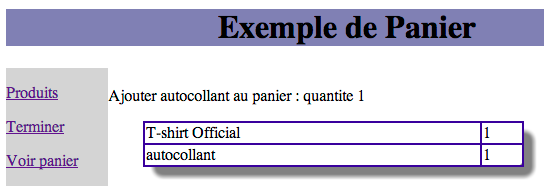 Exemple de Panier
Produits
Terminer
Voir panier
Ajouter autocollant au panier : quantite 1
T-shirt Official 1
autocollant 1